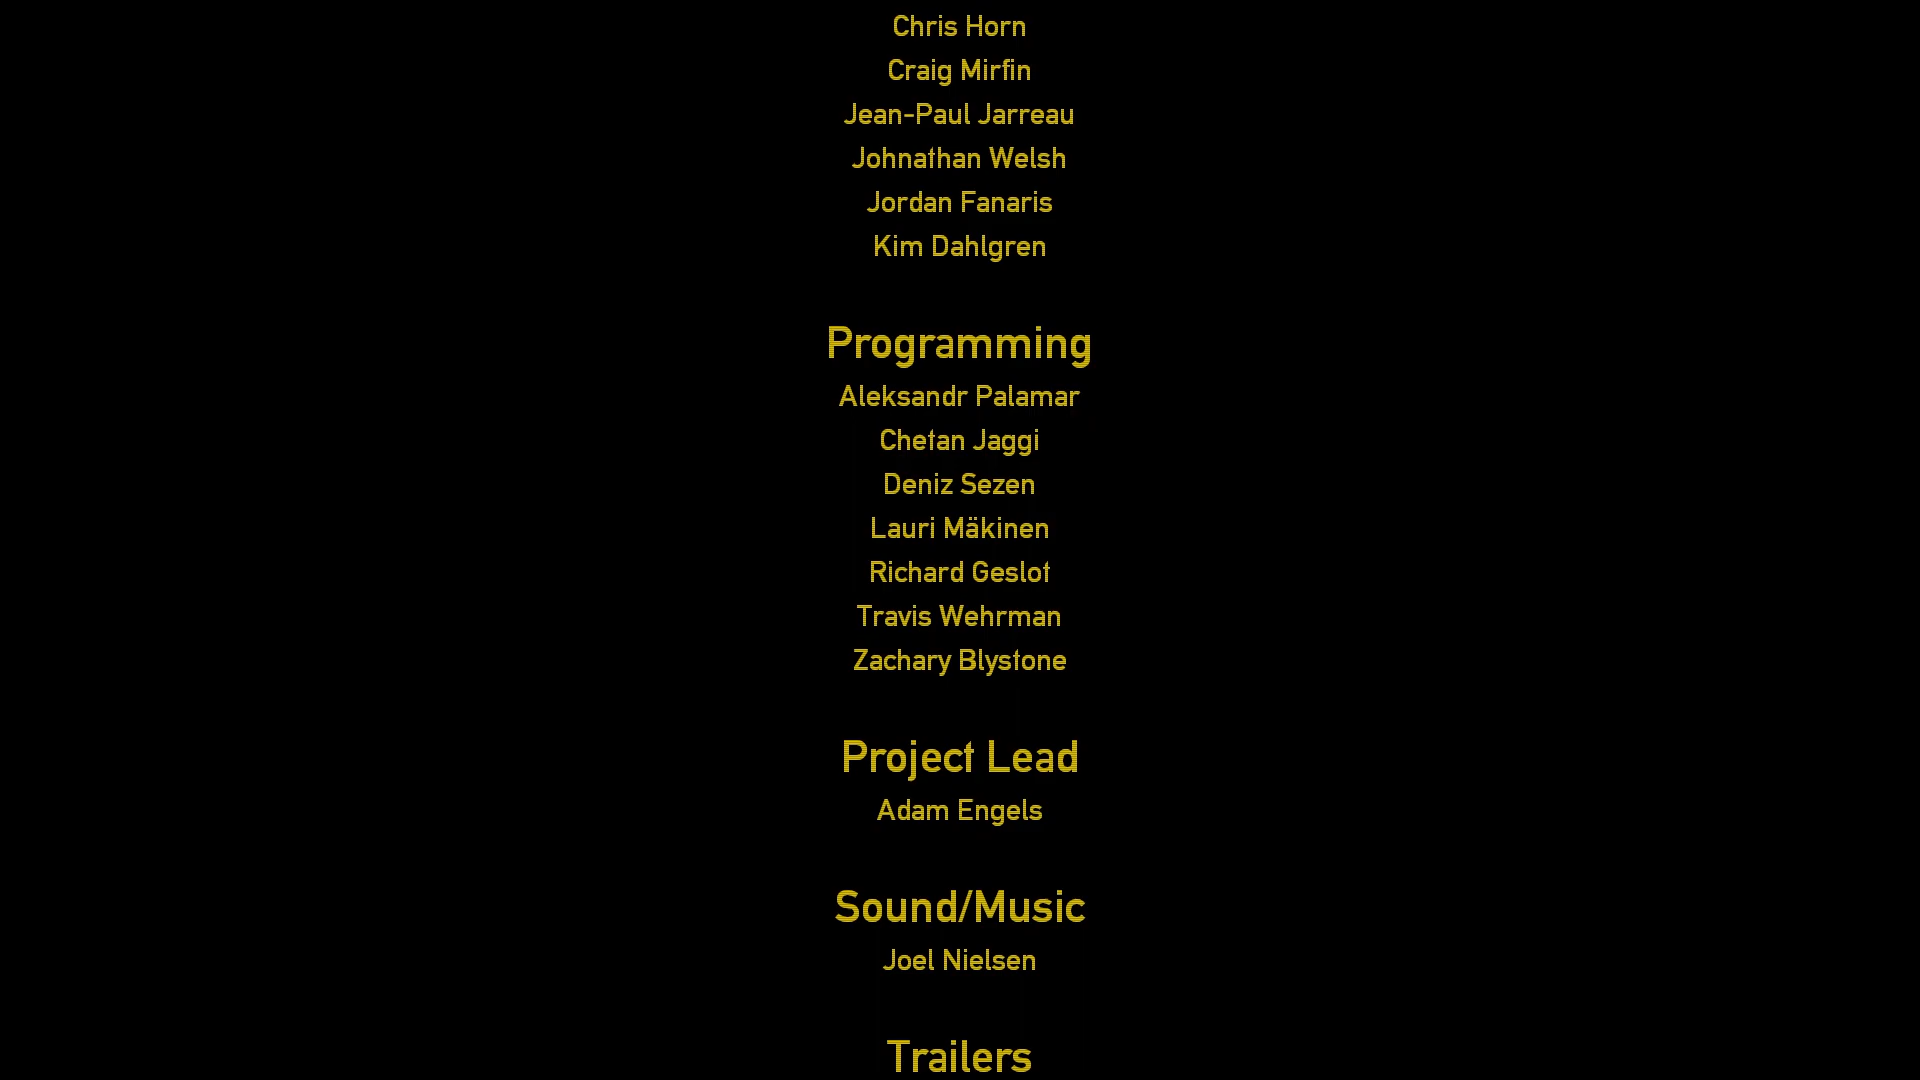 Chris Horn
Craig Mirfin
Jean-Paul Jarreau
Johnathan Welsh
Jordan Fanaris
Kim Dahlgren
Programming
Aleksandr Palamar
Chetan Jaggi
Deniz Sezen
Lauri Mäkinen
Richard Geslot
Travis Wehrman
Zachary Blystone
Project Lead
Adam Engels
Sound/Music
Joel Nielsen
Trailers